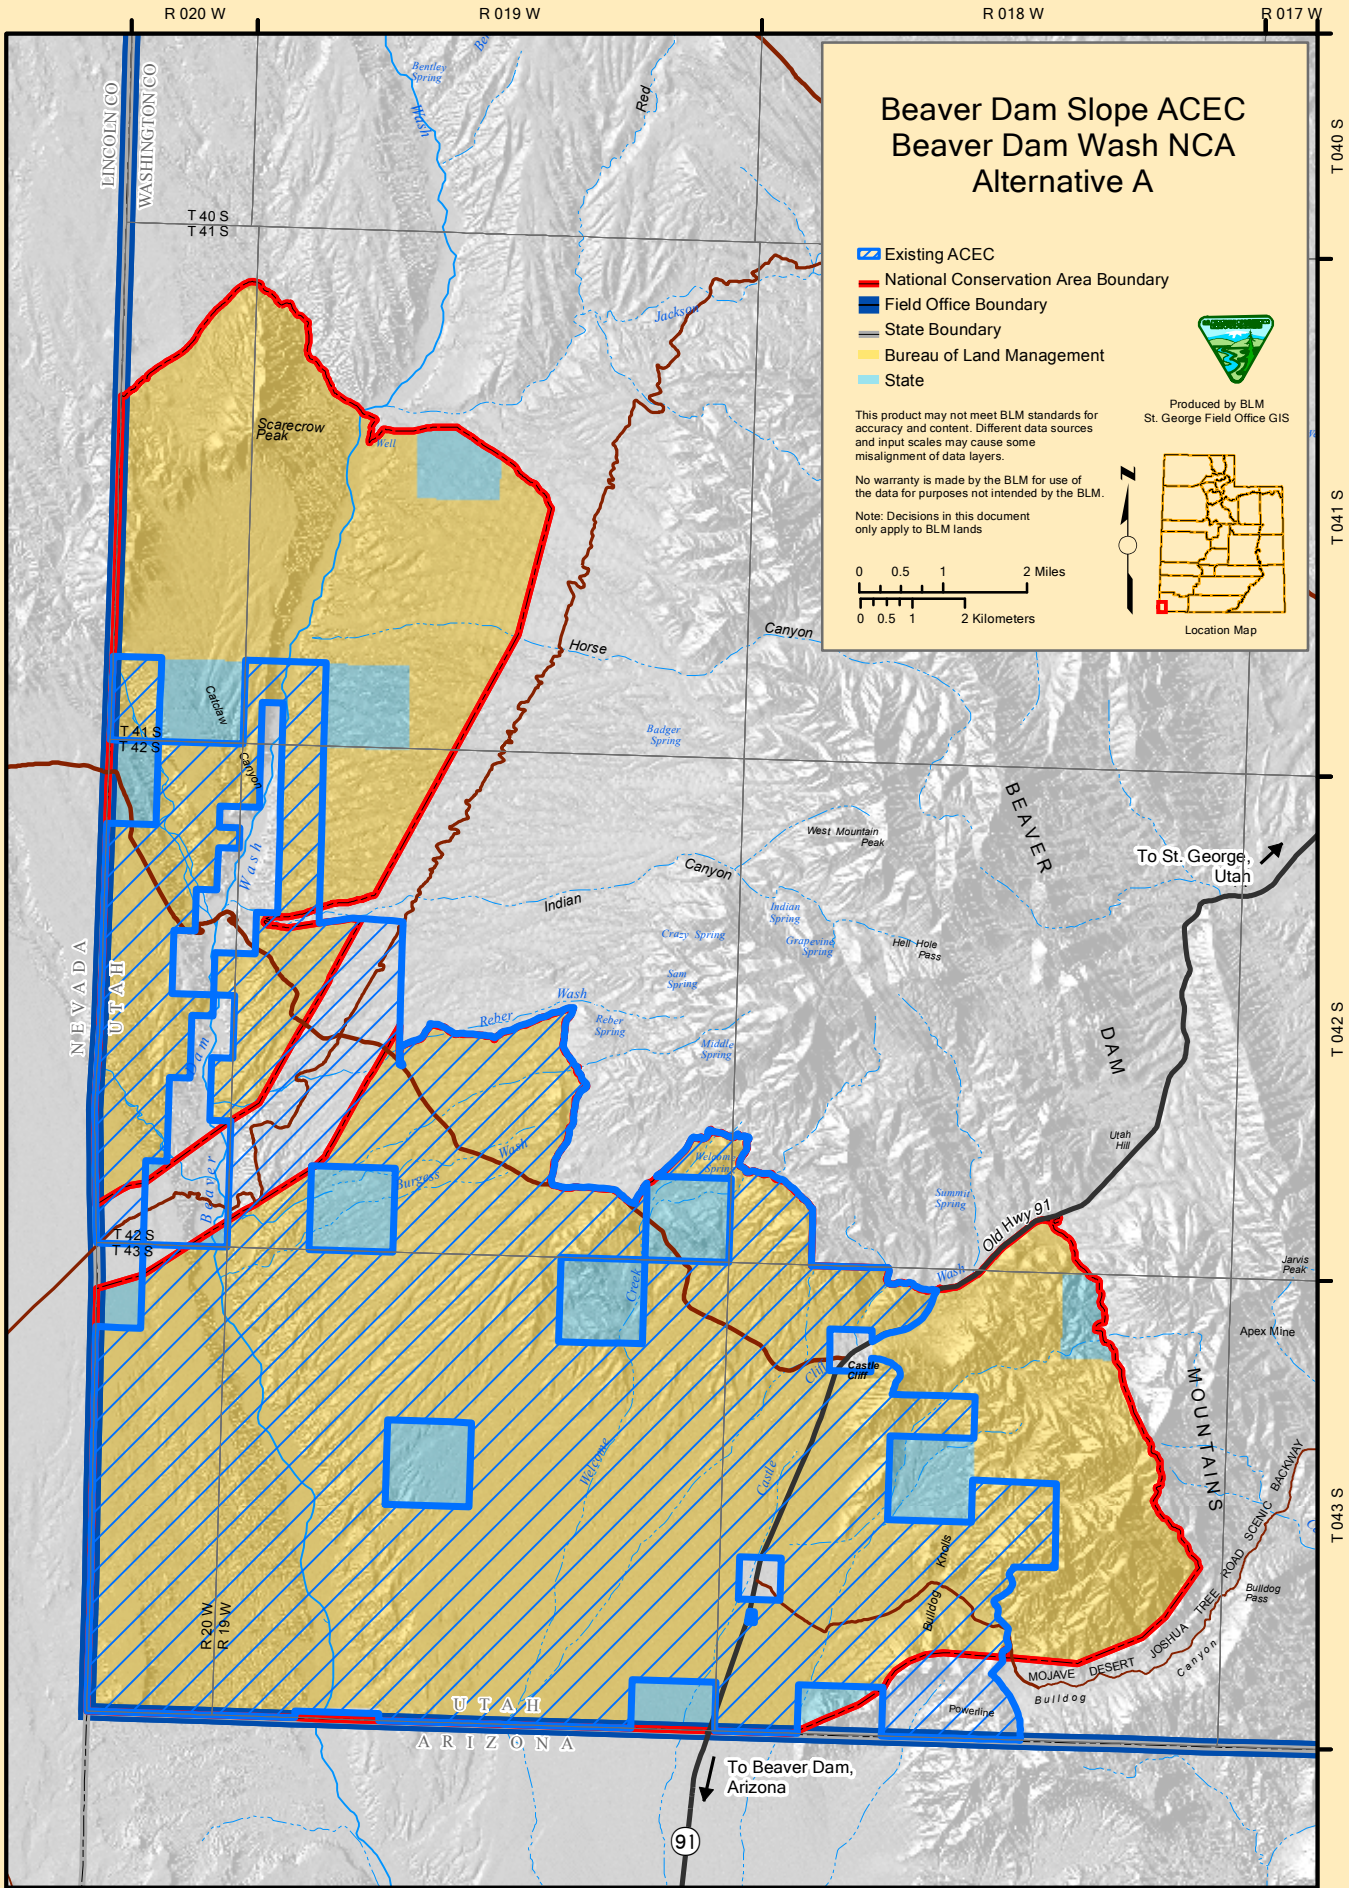 R 020 W
R 019 W
R 018 W
R 017 W
Beaver Dam Slope ACEC
Beaver Dam Wash NCA
Alternative A
Existing ACEC
National Conservation Area Boundary
Field Office Boundary
State Boundary
Bureau of Land Management
State
This product may not meet BLM standards for
accuracy and content. Different data sources
and input scales may cause some
misalignment of data layers.
No warranty is made by the BLM for use of
the data for purposes not intended by the BLM.
Note: Decisions in this document
only apply to BLM lands
Produced by BLM
St. George Field Office GIS
N
0 0.5 1 2 Miles
0 0.5 1 2 Kilometers
Location Map
T 040 S
T 041 S
T 042 S
T 043 S
LINCOLN CO
WASHINGTON CO
Bentley
Spring
Wash
Red
T 40 S
T 41 S
Jackson
Scarecrow
Peak
Well
Horse
Canyon
Catclaw
Canyon
T 41 S
T 42 S
Badger
Spring
BEAVER
West Mountain
Peak
To St. George,
Utah
Wash
Canyon
Indian
Indian
Spring
Crazy Spring
Grapevine
Spring
Hell Hole
Pass
Sam
Spring
NEVADA
UTAH
Wash
Reber
Reber
Spring
Middle
Spring
Dam
DAM
Utah
Hill
Wash
Burgess
Welcome
Spring
Beaver
Summit
Spring
Old Hwy 91
T 42 S
T 43 S
Wash
Jarvis
Peak
Creek
Apex Mine
Castle
Cliff
Cliff
MOUNTAINS
Welcome
Castle
Knolls
Bulldog
MOJAVE DESERT JOSHUA TREE ROAD SCENIC BACKWAY
Bulldog
Pass
Canyon
Bulldog
R 20 W
R 19 W
Powerline
UTAH
ARIZONA
To Beaver Dam,
Arizona
91